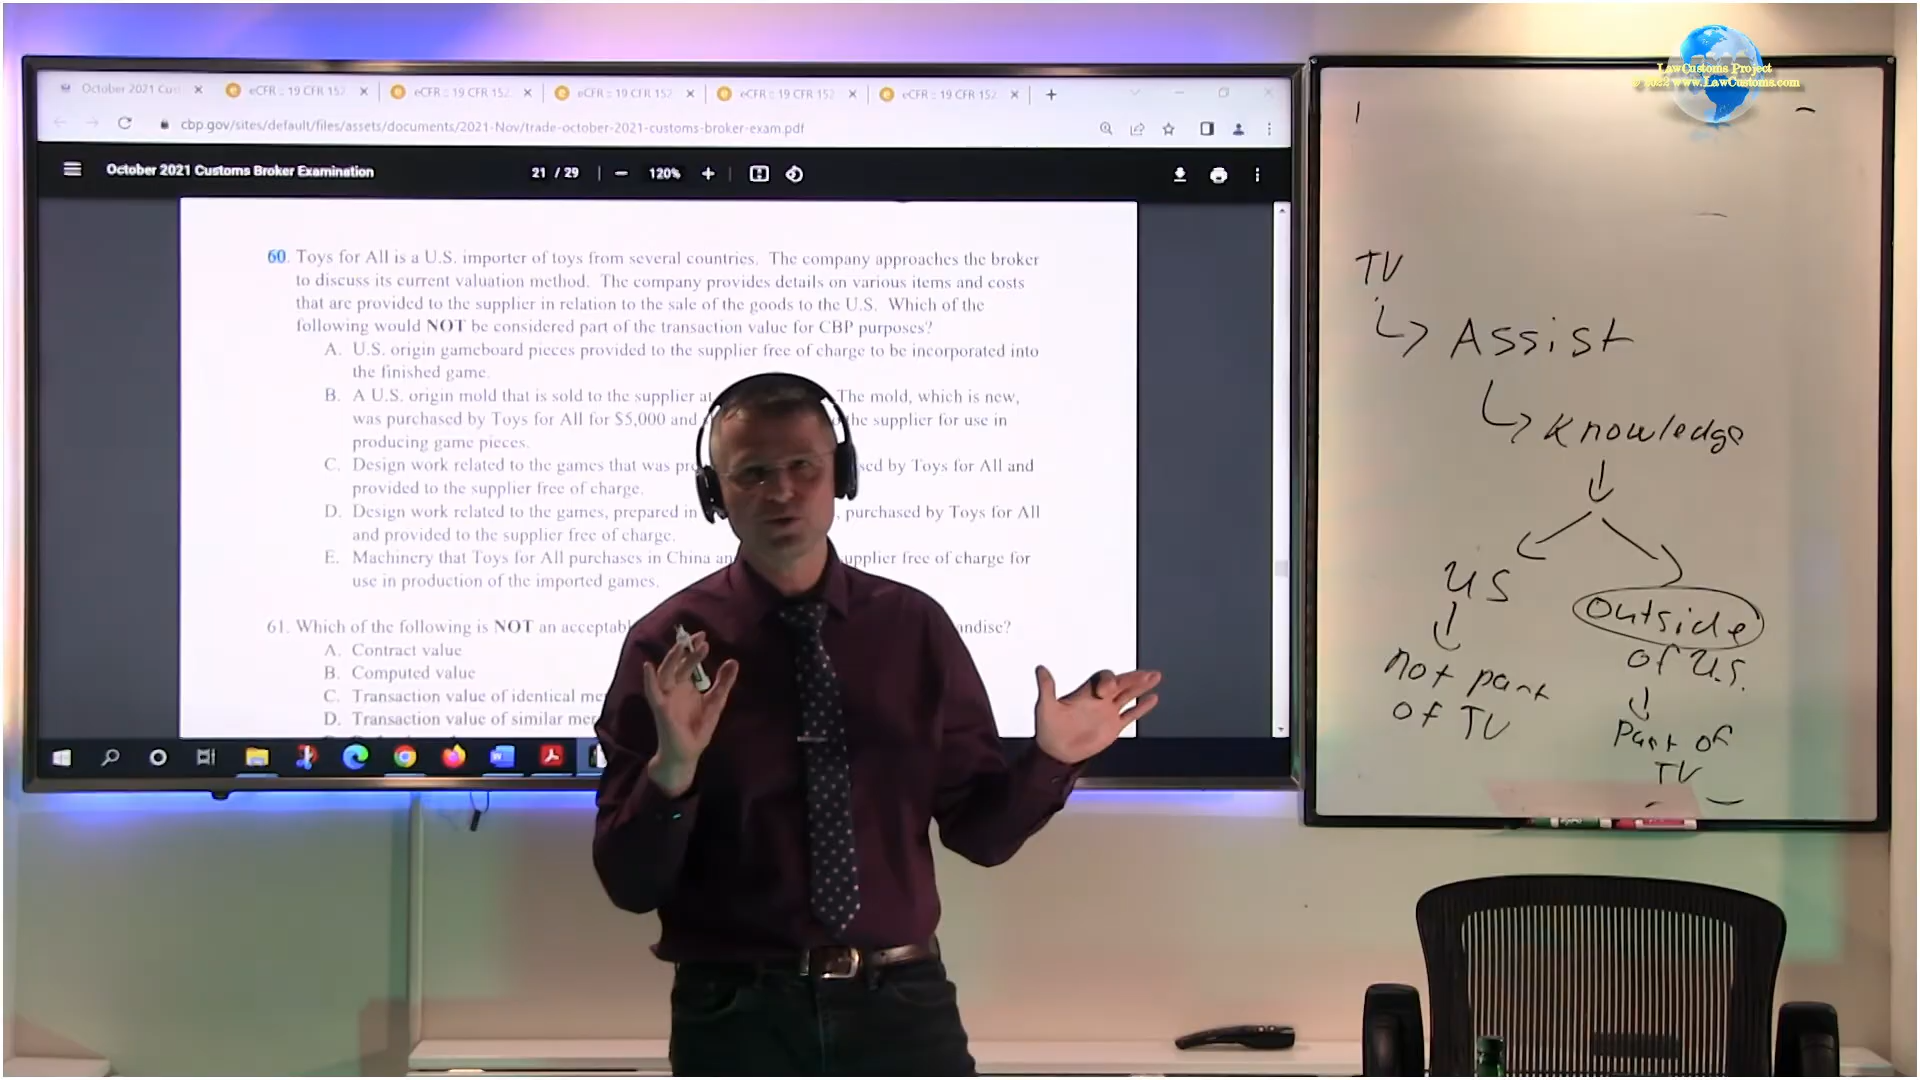 LawCustoms Project
© 2022 www.LawCustoms.com
October 2021 Cust
eCFR :: 19 CFR 152
eCFR :: 19 CFR 152
eCFR :: 19 CFR 152
eCFR :: 19 CFR 152
eCFR :: 19 CFR 152
cbp.gov/sites/default/files/assets/documents/2021-Nov/trade-october-2021-customs-broker-exam.pdf
October 2021 Customs Broker Examination
21 / 29
120%
60. Toys for All is a U.S. importer of toys from several countries. The company approaches the broker
to discuss its current valuation method. The company provides details on various items and costs
that are provided to the supplier in relation to the sale of the goods to the U.S. Which of the
following would NOT be considered part of the transaction value for CBP purposes?
A. U.S. origin gameboard pieces provided to the supplier free of charge to be incorporated into
the finished game.
B. A U.S. origin mold that is sold to the supplier at The mold, which is new,
was purchased by Toys for All for $5,000 and the supplier for use in
producing game pieces.
C. Design work related to the games that was by Toys for All and
provided to the supplier free of charge.
D. Design work related to the games, prepared in , purchased by Toys for All
and provided to the supplier free of charge.
E. Machinery that Toys for All purchases in China supplier free of charge for
use in production of the imported games.
61. Which of the following is NOT an
A. Contract value
B. Computed value
C. Transaction value of identical
D. Transaction value of similar
TV
Assist
Knowledge
US
not part
of TV
Outside
of U.S.
Part of
TV